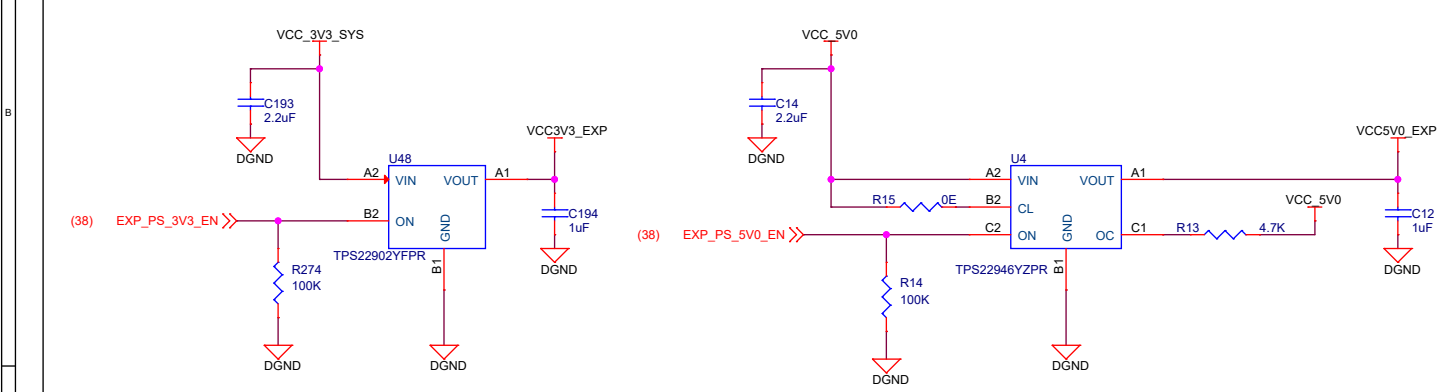 B
VCC_3V3_SYS
C193
2.2uF
DGND
VCC3V3_EXP
U48
A2
VIN
VOUT
A1
(38)
EXP_PS_3V3_EN
B2
ON
GND
C194
1uF
DGND
TPS22902YFPR
B1
R274
100K
DGND
DGND
VCC_5V0
C14
2.2uF
DGND
VCC5V0_EXP
U4
A2
VIN
VOUT
A1
R15
0E
B2
CL
VCC_5V0
(38)
EXP_PS_5V0_EN
C2
ON
GND
OC
C1
R13
4.7K
C12
1uF
DGND
TPS22946YZPR
B1
R14
100K
DGND
DGND